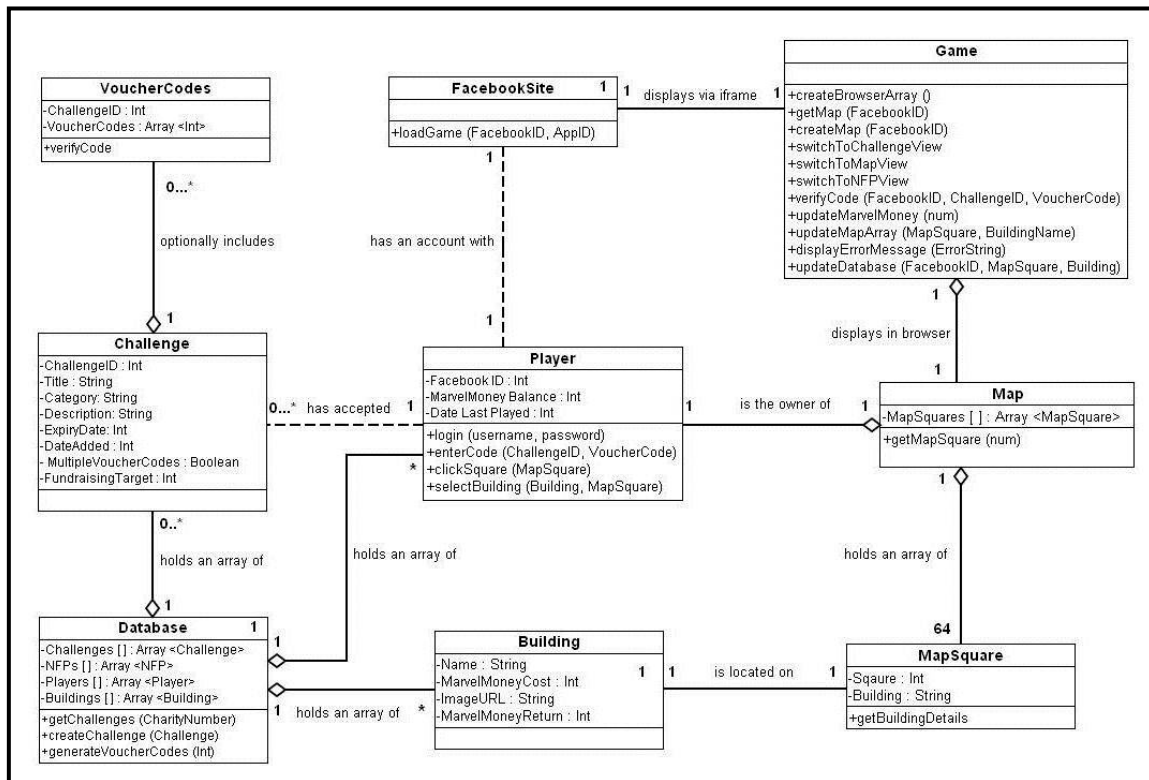 VoucherCodes
-ChallengeID : Int
-VoucherCodes : Array <Int>
+verifyCode
0...*
optionally includes
1
FacebookSite
1
+loadGame (FacebookID, AppID)
1
displays via iframe
1
1
has an account with
1
Game
+createBrowserArray ()
+getMap (FacebookID)
+createMap (FacebookID)
+switchToChallengeView
+switchToMapView
+switchToNFPView
+verifyCode (FacebookID, ChallengeID, VoucherCode)
+updateMarvelMoney (num)
+updateMapArray (MapSquare, BuildingName)
+displayErrorMessage (ErrorString)
+updateDatabase (FacebookID, MapSquare, Building)
1
displays in browser
1
Challenge
-ChallengeID : Int
-Title : String
-Category: String
-Description: String
-ExpiryDate: Int
-DateAdded : Int
- MultipleVoucherCodes : Boolean
-FundraisingTarget : Int
0...*
has accepted
1
Player
-Facebook ID : Int
-MarvelMoney Balance : Int
-Date Last Played : Int
+login (username, password)
+enterCode (ChallengeID, VoucherCode)
+clickSquare (MapSquare)
+selectBuilding (Building, MapSquare)
1
is the owner of
1
Map
-MapSquares [ ] : Array <MapSquare>
+getMapSquare (num)
1
holds an array of
64
*
holds an array of
1
0..*
holds an array of
1
Database
1
-Challenges [ ] : Array <Challenge>
-NFPs [ ] : Array <NFP>
-Players [ ] : Array <Player>
-Buildings [ ] : Array <Building>
+getChallenges (CharityNumber)
+createChallenge (Challenge)
+generateVoucherCodes (Int)
1
holds an array of
*
Building
-Name : String
-MarvelMoneyCost : Int
-ImageURL : String
-MarvelMoneyReturn : Int
1
1
is located on
1
MapSquare
-Sqaure : Int
-Building : String
+getBuildingDetails